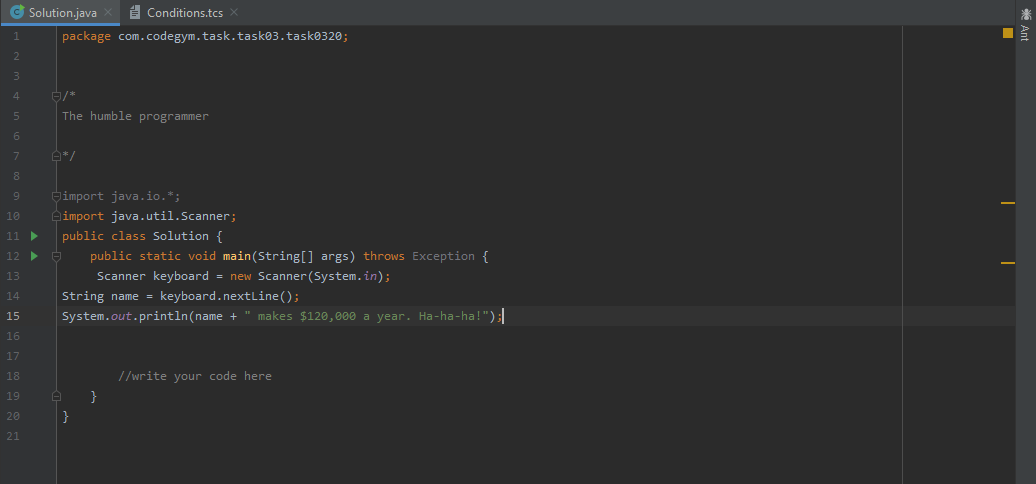 Solution.java Conditions.tcs
1 package com.codegym.task.task03.task0320;
2
3
4 /*
5 The humble programmer
6
7 */
8
9 import java.io.*;
10 import java.util.Scanner;
11 public class Solution {
12 public static void main(String[] args) throws Exception {
13 Scanner keyboard = new Scanner(System.in);
14 String name = keyboard.nextLine();
15 System.out.println(name + " makes $120,000 a year. Ha-ha-ha!");
16
17
18 //write your code here
19 }
20 }
21
Ant